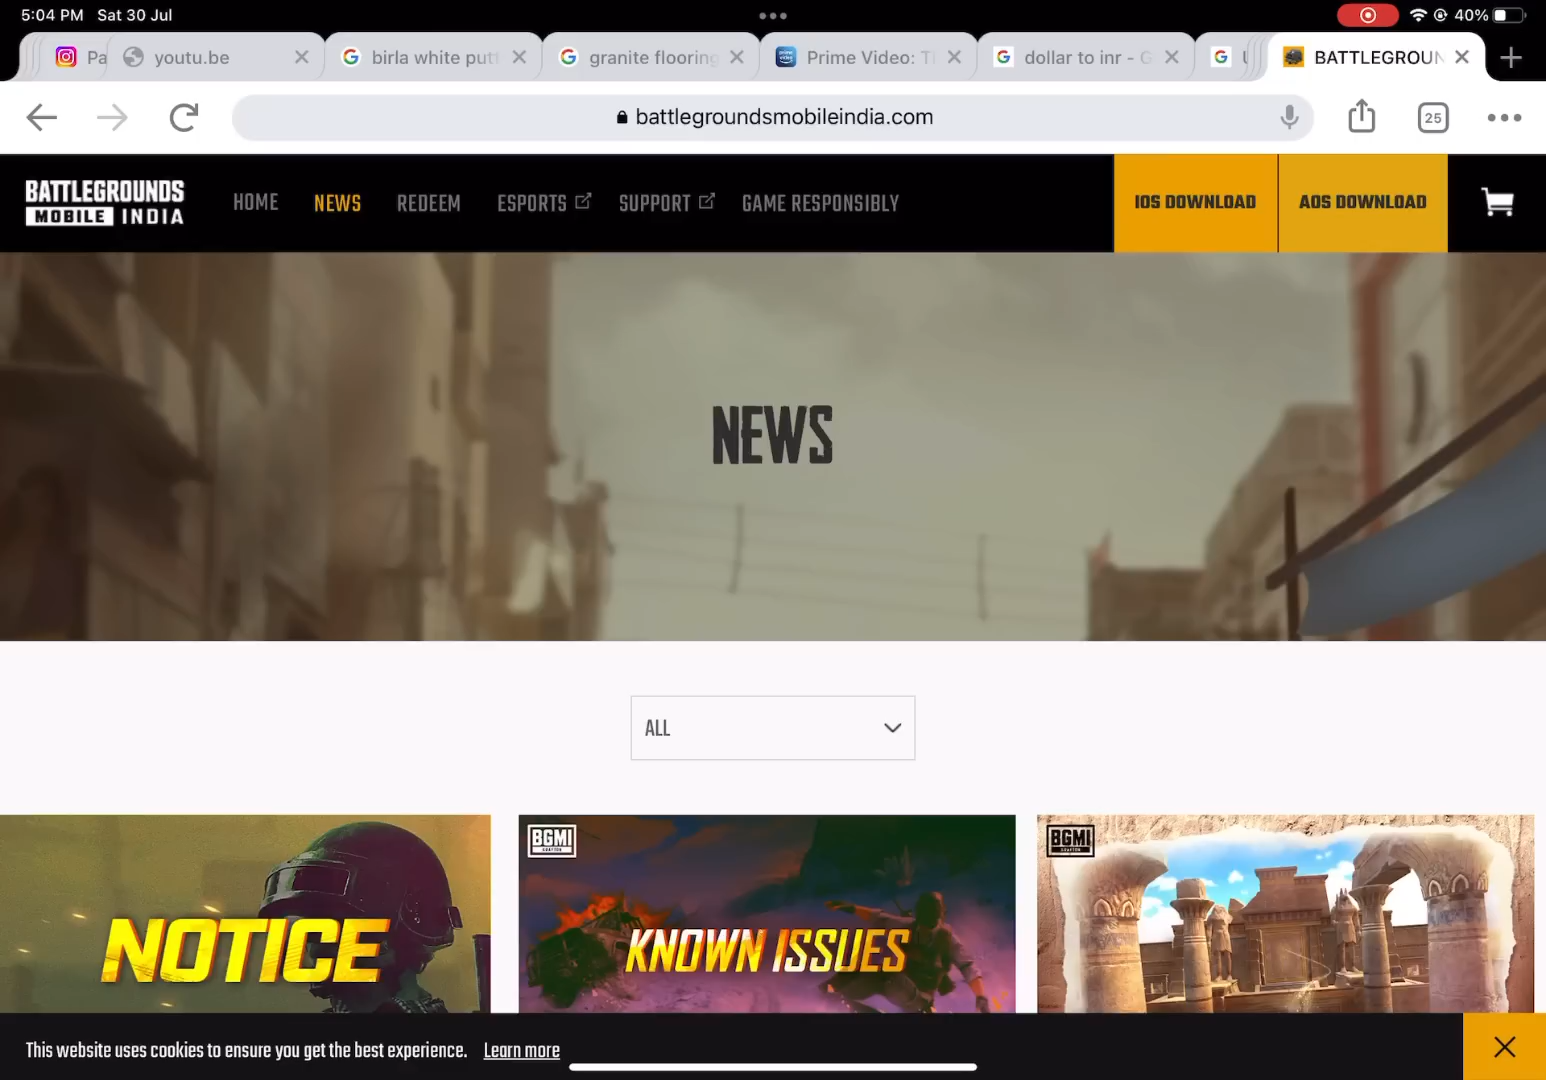 5:04 PM Sat 30 Jul
40%
Pa
youtu.be
birla white put
granite flooring
Prime Video: T
dollar to inr - G
BATTLEGROUN
battlegroundsmobileindia.com
25
BATTLEGROUNDS
MOBILE INDIA
HOME
NEWS
REDEEM
ESPORTS
SUPPORT
GAME RESPONSIBLY
IOS DOWNLOAD
AOS DOWNLOAD
NEWS
ALL
NOTICE
BGMI
KNOWN ISSUES
BGMI
This website uses cookies to ensure you get the best experience. Learn more